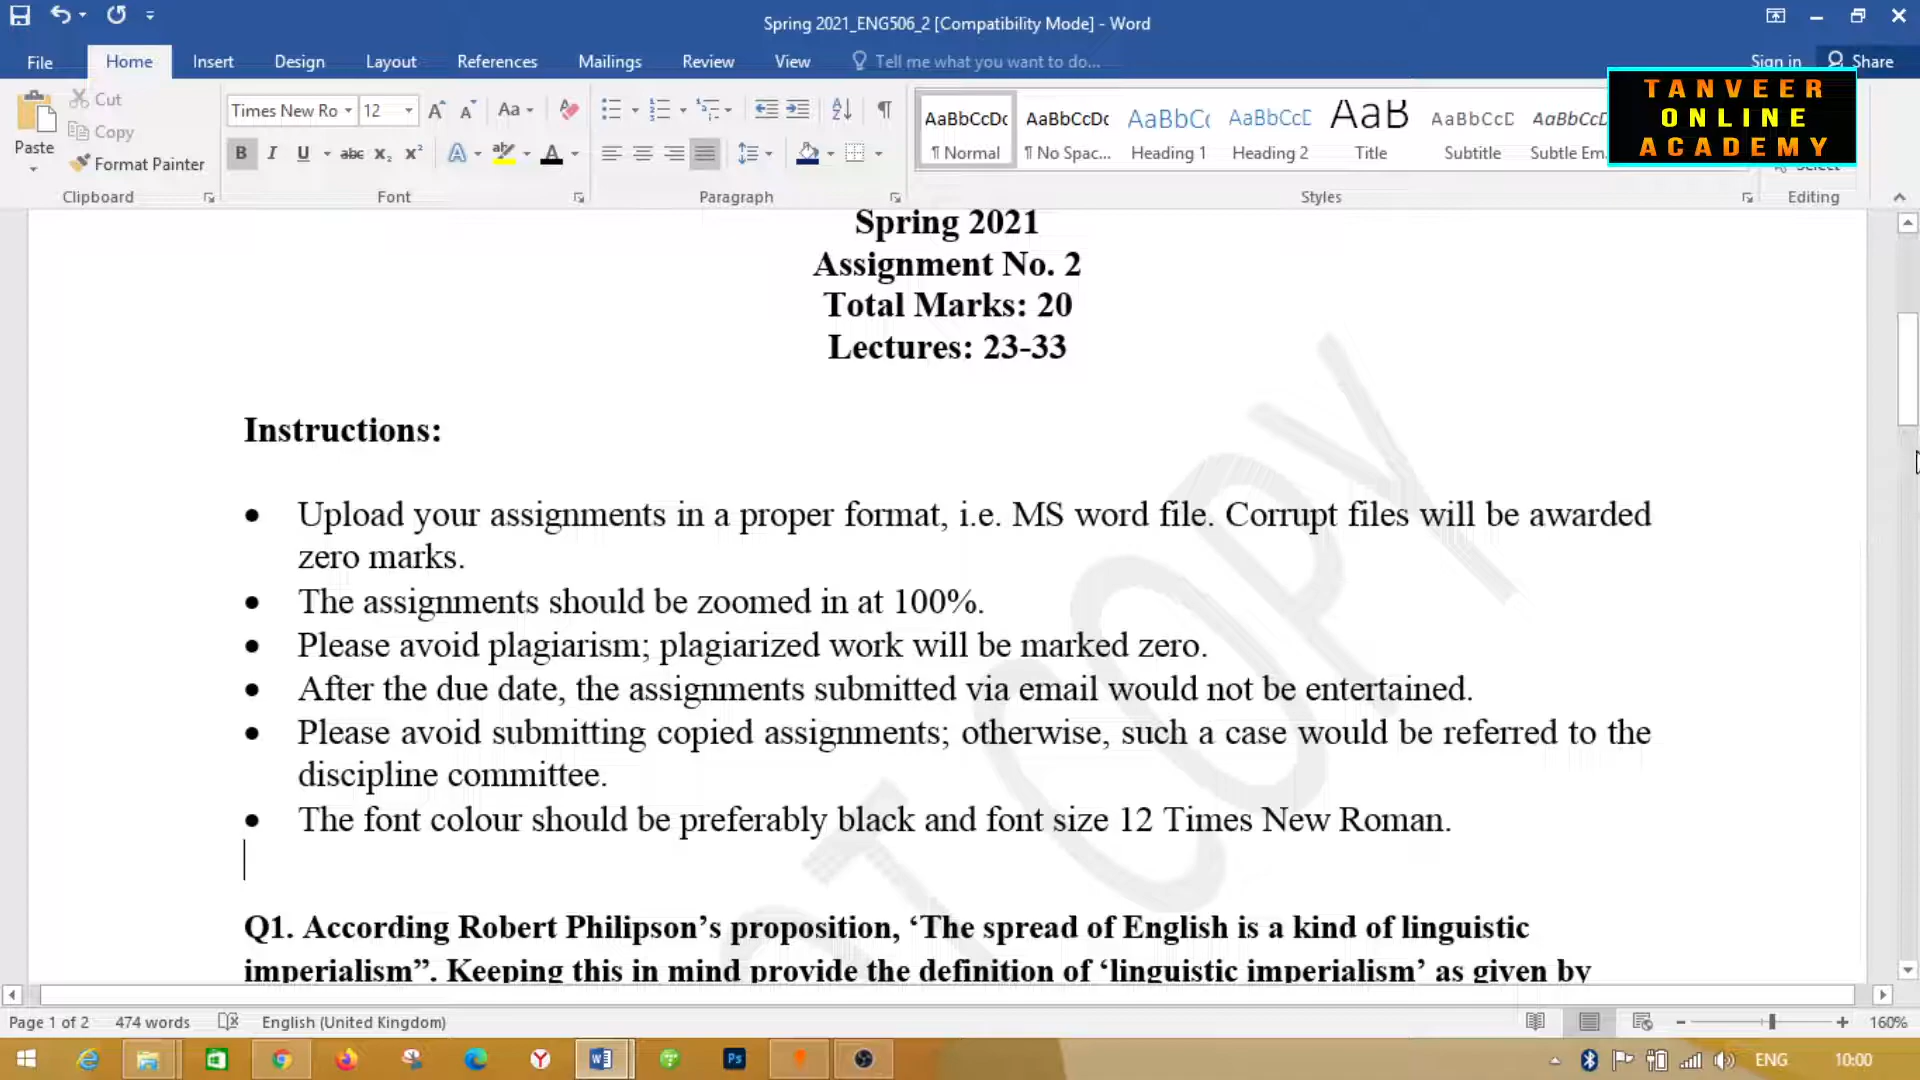 Spring 2021_ENG506_2 [Compatibility Mode] - Word
File Home Insert Design Layout References Mailings Review View Tell me what you want to do... Sign in Share
TANVEER
ONLINE
ACADEMY
Paste
Cut
Copy
Format Painter
Clipboard
Times New Ro 12
Font
Paragraph
AaBbCcDc AaBbCcDc AaBbCc AaBbCcD AaB AaBbCcD AaBbCcD
¶ Normal ¶ No Spac... Heading 1 Heading 2 Title Subtitle Subtle Em...
Styles
Select
Editing
Spring 2021
Assignment No. 2
Total Marks: 20
Lectures: 23-33
Instructions:
• Upload your assignments in a proper format, i.e. MS word file. Corrupt files will be awarded
zero marks.
• The assignments should be zoomed in at 100%.
• Please avoid plagiarism; plagiarized work will be marked zero.
• After the due date, the assignments submitted via email would not be entertained.
• Please avoid submitting copied assignments; otherwise, such a case would be referred to the
discipline committee.
• The font colour should be preferably black and font size 12 Times New Roman.
Q1. According Robert Philipson’s proposition, ‘The spread of English is a kind of linguistic
imperialism”. Keeping this in mind provide the definition of ‘linguistic imperialism’ as given by
COPY
Page 1 of 2 474 words English (United Kingdom) 160%
ENG 10:00